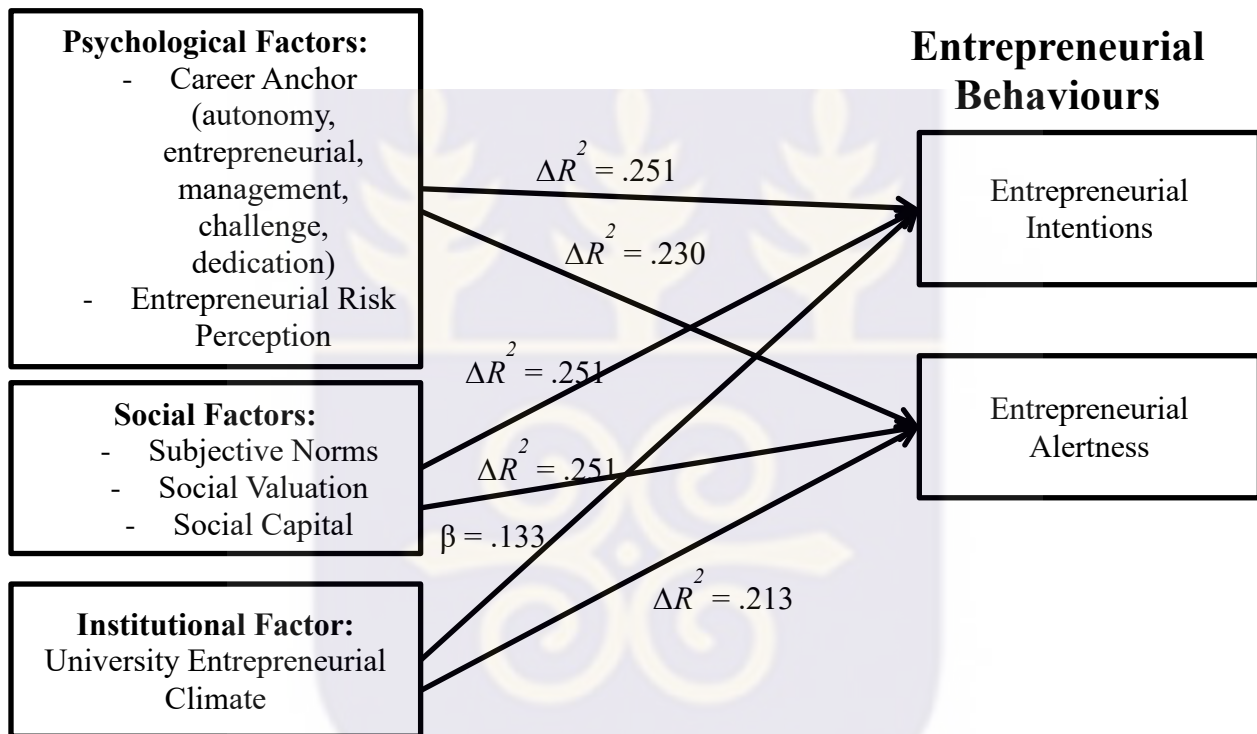 Psychological Factors:
- Career Anchor
(autonomy,
entrepreneurial,
management,
challenge,
dedication)
- Entrepreneurial Risk
Perception
Social Factors:
- Subjective Norms
- Social Valuation
- Social Capital
Institutional Factor:
University Entrepreneurial
Climate
ΔR² = .251
ΔR² = .230
ΔR² = .251
ΔR² = .251
β = .133
ΔR² = .213
Entrepreneurial
Behaviours
Entrepreneurial
Intentions
Entrepreneurial
Alertness